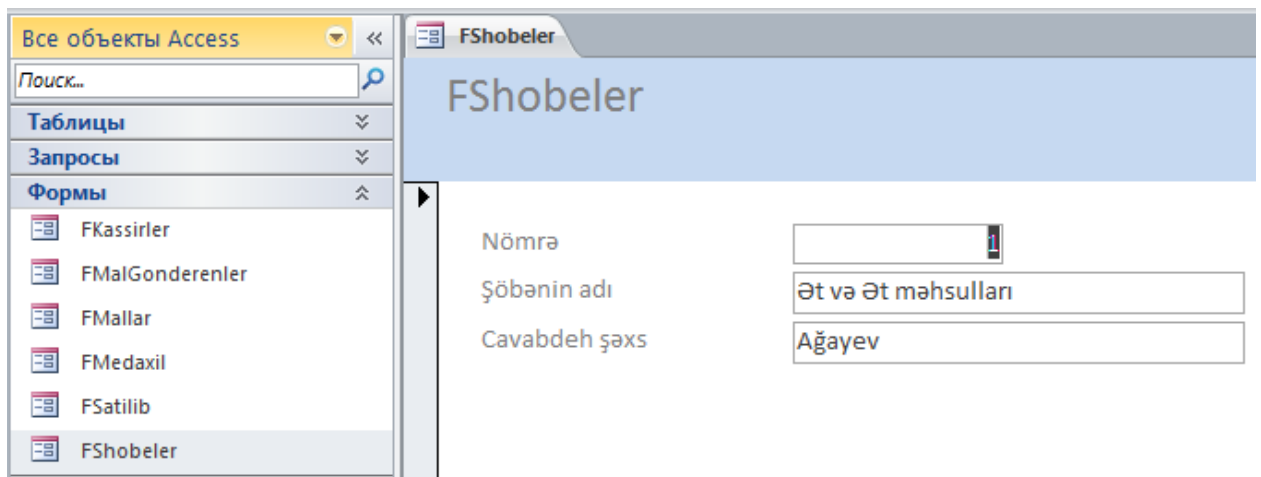 Все объекты Access
Поиск...
Таблицы
Запросы
Формы
FKassirler
FMalGonderenler
FMallar
FMedaxil
FSatilib
FShobeler
FShobeler
FShobeler
Nömrə 1
Şöbənin adı Ət və Ət məhsulları
Cavabdeh şəxs Ağayev